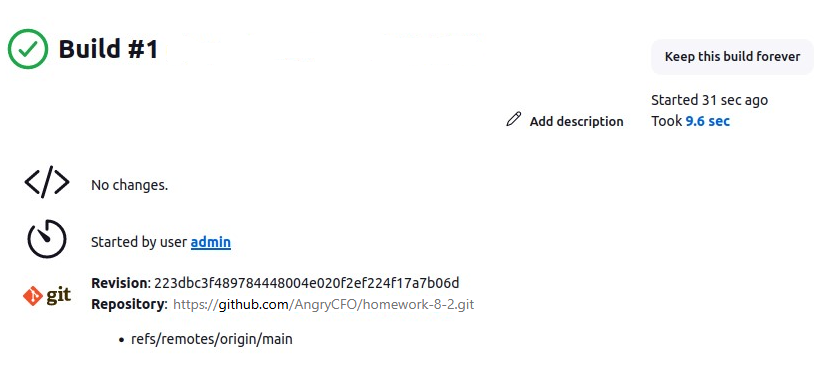 Build #1
Keep this build forever
Started 31 sec ago
Add description
Took 9.6 sec
No changes.
Started by user admin
git
Revision: 223dbc3f489784448004e020f2ef224f17a7b06d
Repository: https://github.com/AngryCFO/homework-8-2.git
• refs/remotes/origin/main